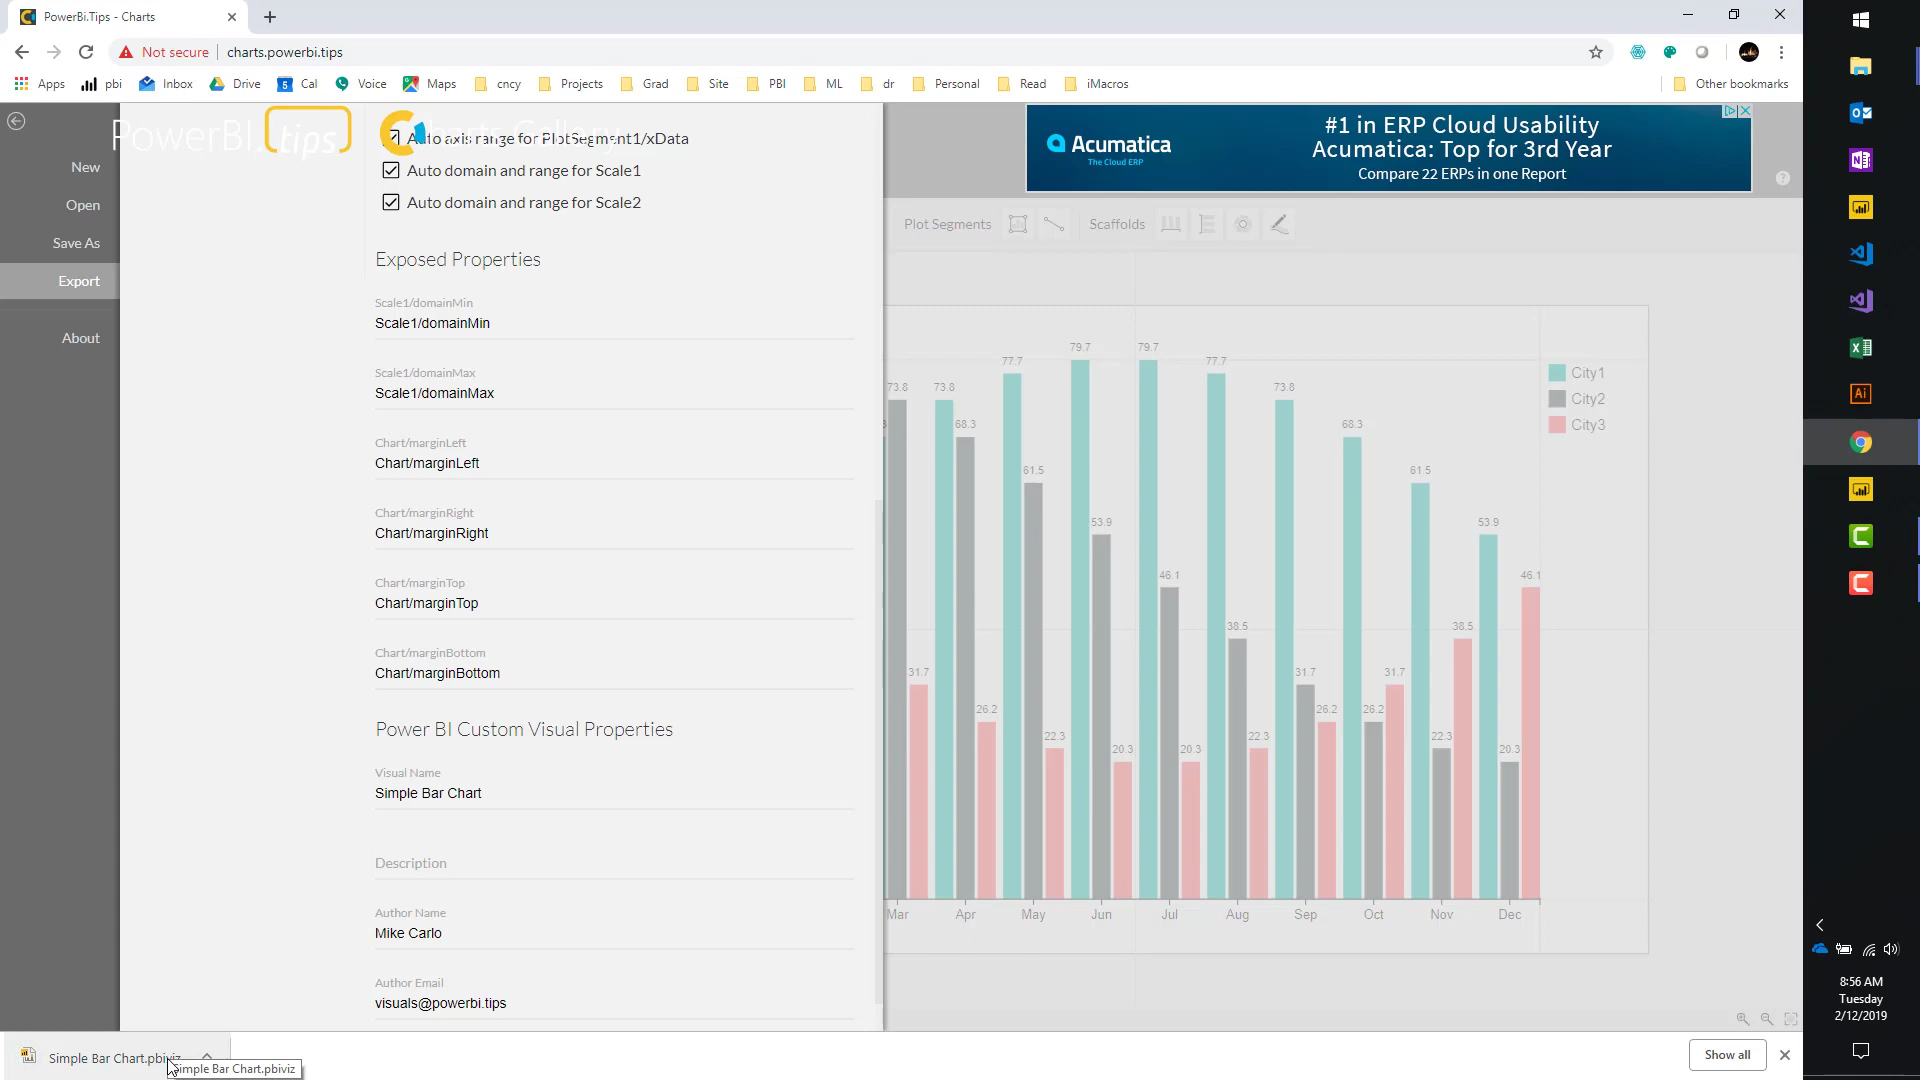 PowerBi.Tips - Charts
Not secure
charts.powerbi.tips
Apps
pbi
Inbox
Drive
5
Cal
Voice
Maps
cncy
Projects
Grad
Site
PBI
ML
dr
Personal
Read
iMacros
Other bookmarks
PowerBI.tips
Charts Gallery
New
Open
Save As
Export
About
Auto axis range for PlotSegment1/xData
Auto domain and range for Scale1
Auto domain and range for Scale2
Exposed Properties
Scale1/domainMin
Scale1/domainMin
Scale1/domainMax
Scale1/domainMax
Chart/marginLeft
Chart/marginLeft
Chart/marginRight
Chart/marginRight
Chart/marginTop
Chart/marginTop
Chart/marginBottom
Chart/marginBottom
Power BI Custom Visual Properties
Visual Name
Simple Bar Chart
Description
Author Name
Mike Carlo
Author Email
visuals@powerbi.tips
Acumatica
The Cloud ERP
#1 in ERP Cloud Usability
Acumatica: Top for 3rd Year
Compare 22 ERPs in one Report
Plot Segments
Scaffolds
73.8 31.7
73.8 68.3 26.2
77.7 61.5 22.3
79.7 53.9 20.3
79.7 46.1 20.3
77.7 38.5 22.3
73.8 31.7 26.2
68.3 26.2 31.7
61.5 22.3 38.5
53.9 20.3 46.1
Mar Apr May Jun Jul Aug Sep Oct Nov Dec
City1
City2
City3
Ai
8:56 AM
Tuesday
2/12/2019
Simple Bar Chart.pbiviz
Simple Bar Chart.pbiviz
Show all